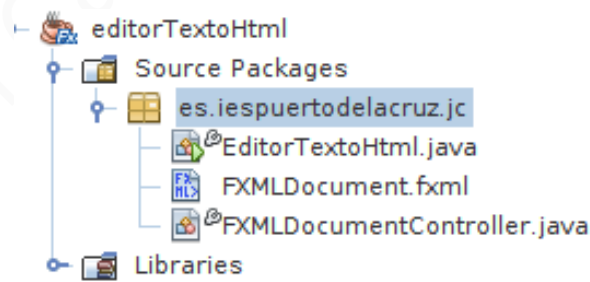 editorTextoHtml
Source Packages
es.iespuertodelacruz.jc
EditorTextoHtml.java
FXMLDocument.fxml
FXMLDocumentController.java
Libraries